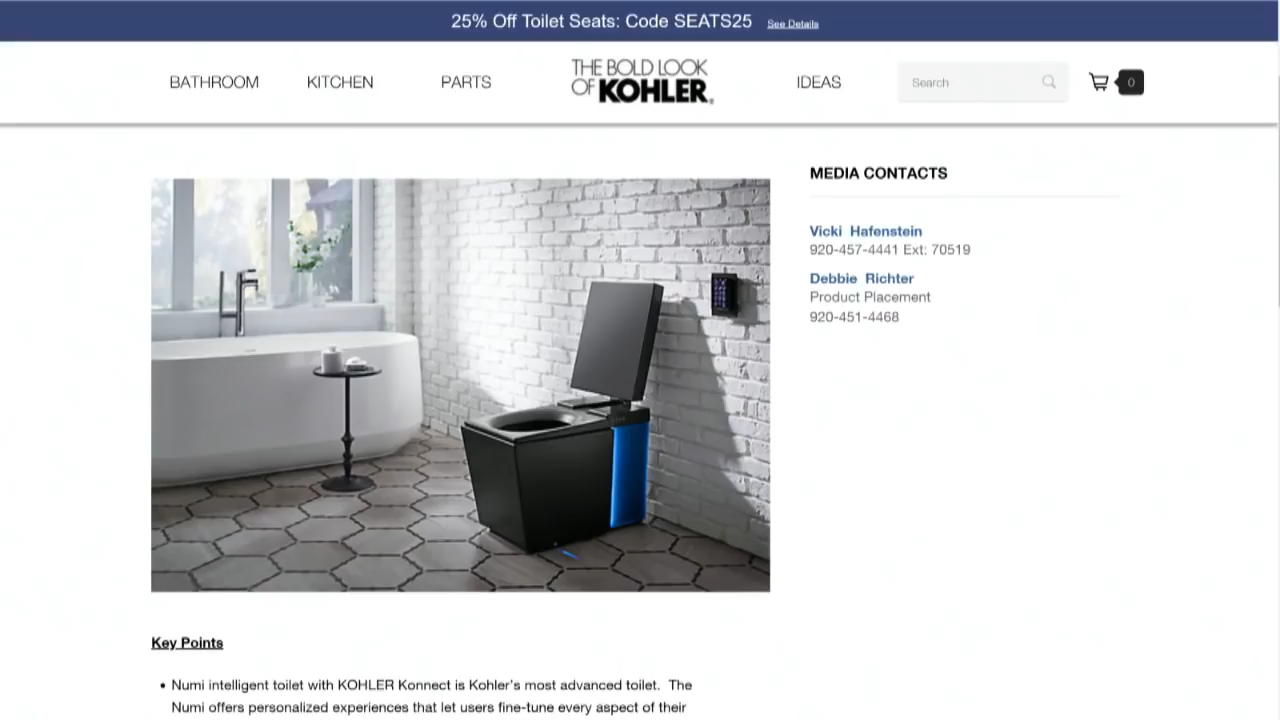 25% Off Toilet Seats: Code SEATS25 See Details
BATHROOM KITCHEN PARTS
THE BOLD LOOK
OF KOHLER.
IDEAS
Search
0
MEDIA CONTACTS
Vicki Hafenstein
920-457-4441 Ext: 70519
Debbie Richter
Product Placement
920-451-4468
Key Points
• Numi intelligent toilet with KOHLER Konnect is Kohler's most advanced toilet. The
Numi offers personalized experiences that let users fine-tune every aspect of their